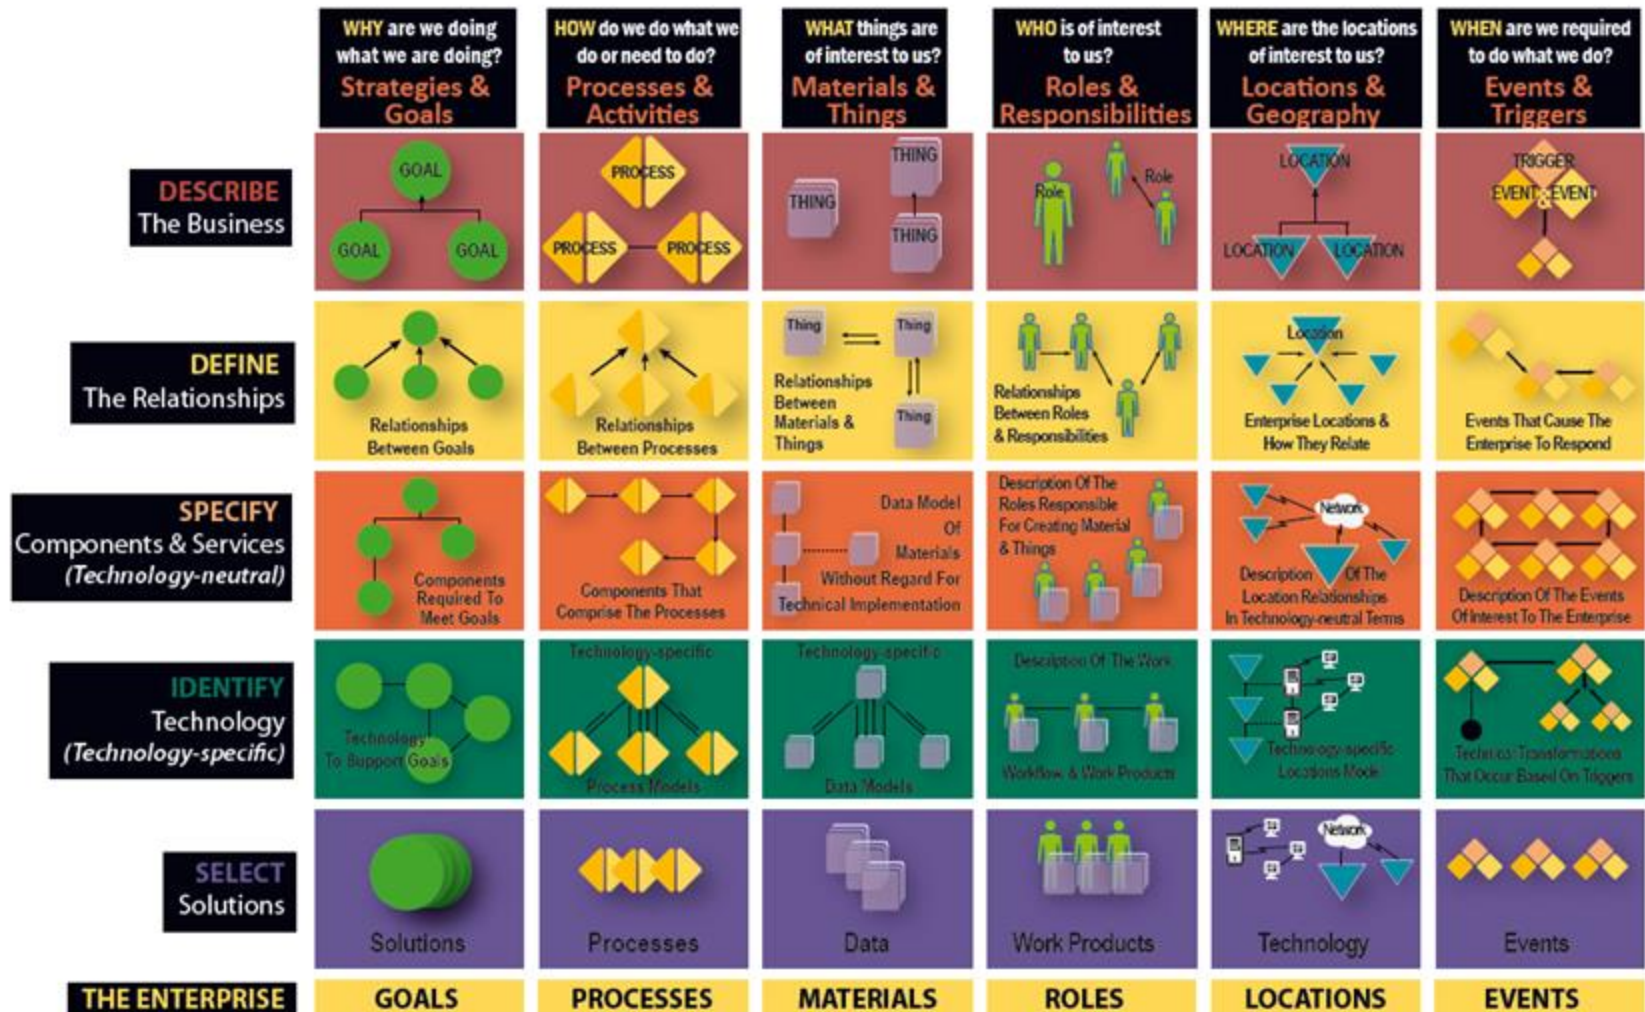 WHY are we doing
what we are doing?
Strategies &
Goals
HOW do we do what we
do or need to do?
Processes &
Activities
WHAT things are
of interest to us?
Materials &
Things
WHO is of interest
to us?
Roles &
Responsibilities
WHERE are the locations
of interest to us?
Locations &
Geography
WHEN are we required
to do what we do?
Events &
Triggers
DESCRIBE
The Business
GOAL
GOAL
GOAL
PROCESS
PROCESS
PROCESS
THING
THING
THING
Role
Role
LOCATION
LOCATION
LOCATION
TRIGGER
EVENT & EVENT
DEFINE
The Relationships
Relationships
Between Goals
Relationships
Between Processes
Thing
Thing
Thing
Relationships
Between
Materials &
Things
Relationships
Between Roles
& Responsibilities
Location
Enterprise Locations &
How They Relate
Events That Cause The
Enterprise To Respond
SPECIFY
Components & Services
(Technology-neutral)
Components
Required To
Meet Goals
Components That
Comprise The Processes
Data Model
Of
Materials
Without Regard For
Technical Implementation
Description Of The
Roles Responsible
For Creating Material
& Things
Network
Description Of The
Location Relationships
In Technology-neutral Terms
Description Of The Events
Of Interest To The Enterprise
IDENTIFY
Technology
(Technology-specific)
Technology
To Support Goals
Technology-specific
Process Models
Technology-specific
Data Models
Description Of The Work
Workflow & Work Products
Technology-specific
Locations Model
Technical Transformations
That Occur Based On Triggers
SELECT
Solutions
Solutions
Processes
Data
Work Products
Network
Technology
Events
THE ENTERPRISE
GOALS
PROCESSES
MATERIALS
ROLES
LOCATIONS
EVENTS